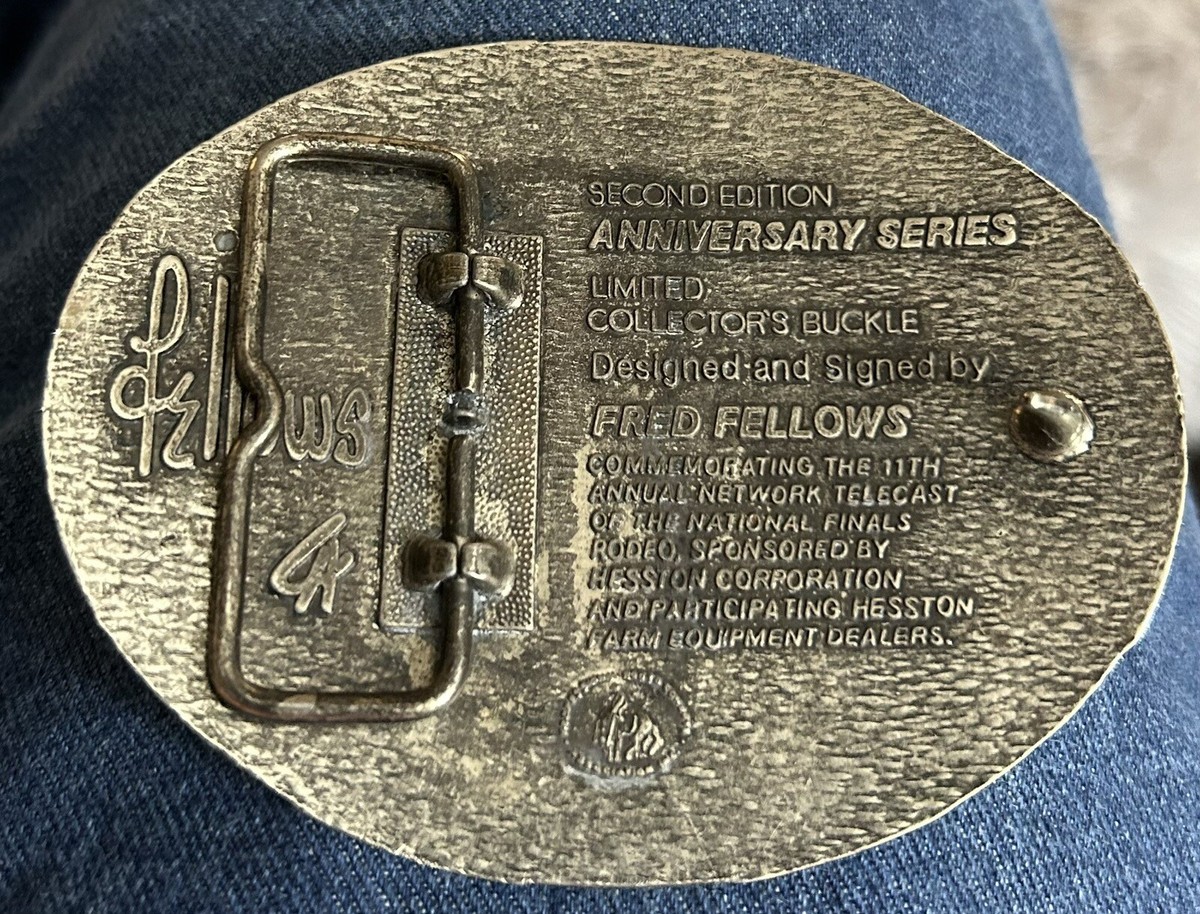 SECOND EDITION
ANNIVERSARY SERIES
LIMITED
COLLECTOR'S BUCKLE
Designed and Signed by
FRED FELLOWS
COMMEMORATING THE 11TH
ANNUAL NETWORK TELECAST
OF THE NATIONAL FINALS
RODEO, SPONSORED BY
HESSTON CORPORATION
AND PARTICIPATING HESSTON
FARM EQUIPMENT DEALERS.
Fellows